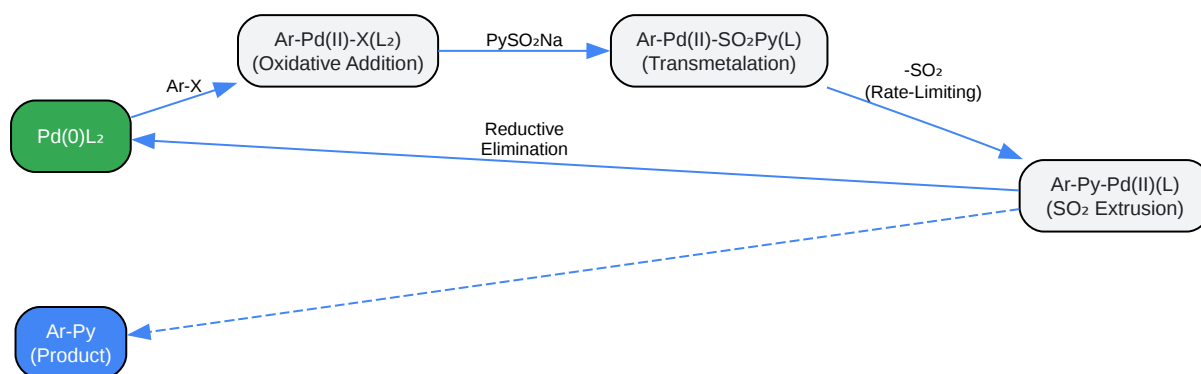 Ar-Pd(II)-X(L₂)
(Oxidative Addition)
PySO₂Na
Ar-Pd(II)-SO₂Py(L)
(Transmetalation)
-SO₂
(Rate-Limiting)
Ar-X
Pd(0)L₂
Reductive
Elimination
Ar-Py-Pd(II)(L)
(SO₂ Extrusion)
Ar-Py
(Product)